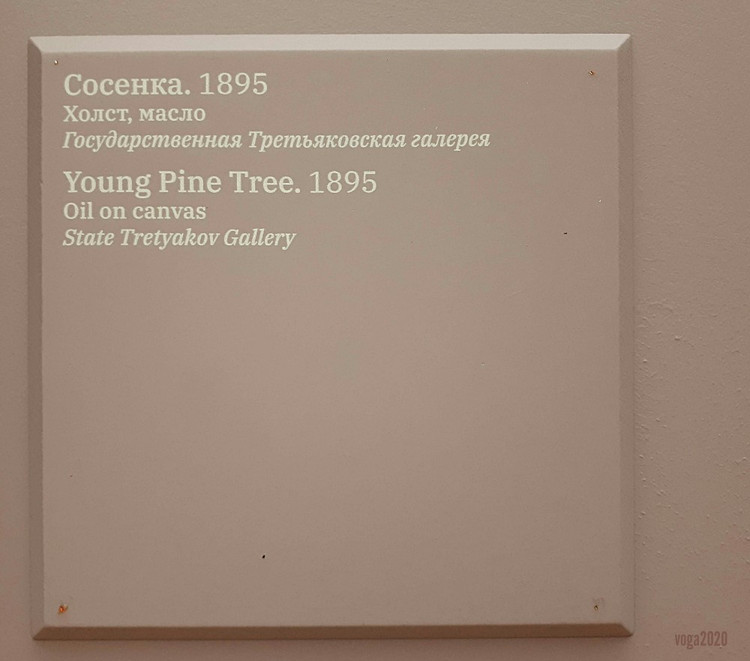 Сосенка. 1895
Холст, масло
Государственная Третьяковская галерея
Young Pine Tree. 1895
Oil on canvas
State Tretyakov Gallery
voga2020